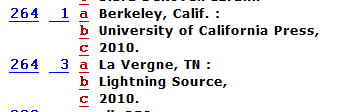 264 1 a Berkeley, Calif. :
b University of California Press,
c 2010.
264 3 a La Vergne, TN :
b Lightning Source,
c 2010.